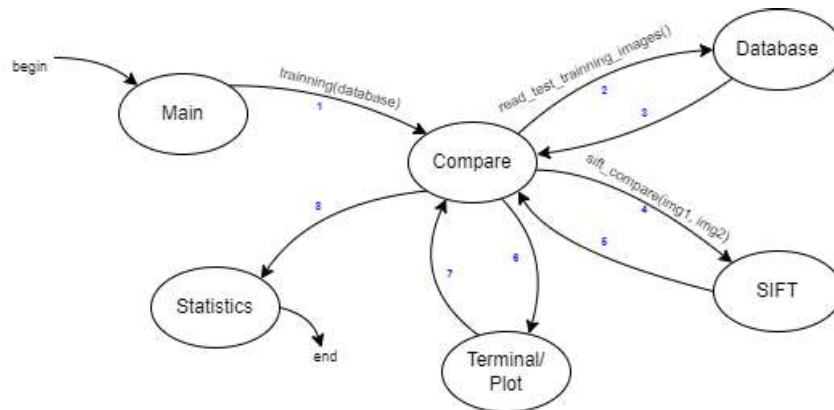 begin
Main
trainning(database)
1
Compare
read_test_trainning_images()
2
Database
3
sift_compare(img1, img2)
4
5
SIFT
6
7
Terminal/
Plot
8
Statistics
end